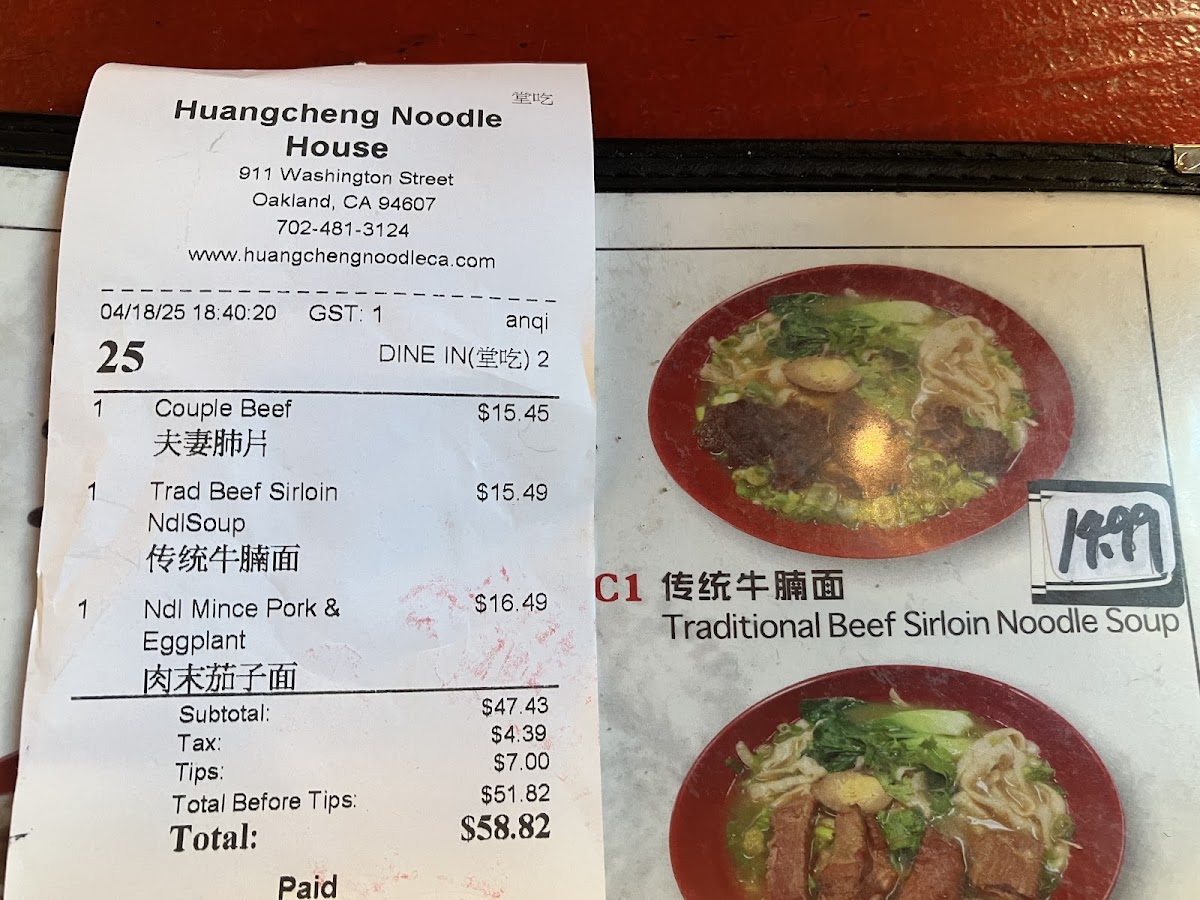 堂吃
Huangcheng Noodle
House
911 Washington Street
Oakland, CA 94607
702-481-3124
www.huangchengnoodleca.com
04/18/25 18:40:20 GST: 1 anqi
25 DINE IN(堂吃) 2
1 Couple Beef $15.45
夫妻肺片
1 Trad Beef Sirloin $15.49
NdlSoup
传统牛腩面
1 Ndl Mince Pork & $16.49
Eggplant
肉末茄子面
Subtotal: $47.43
Tax: $4.39
Tips: $7.00
Total Before Tips: $51.82
Total: $58.82
Paid
14.99
C1 传统牛腩面
Traditional Beef Sirloin Noodle Soup